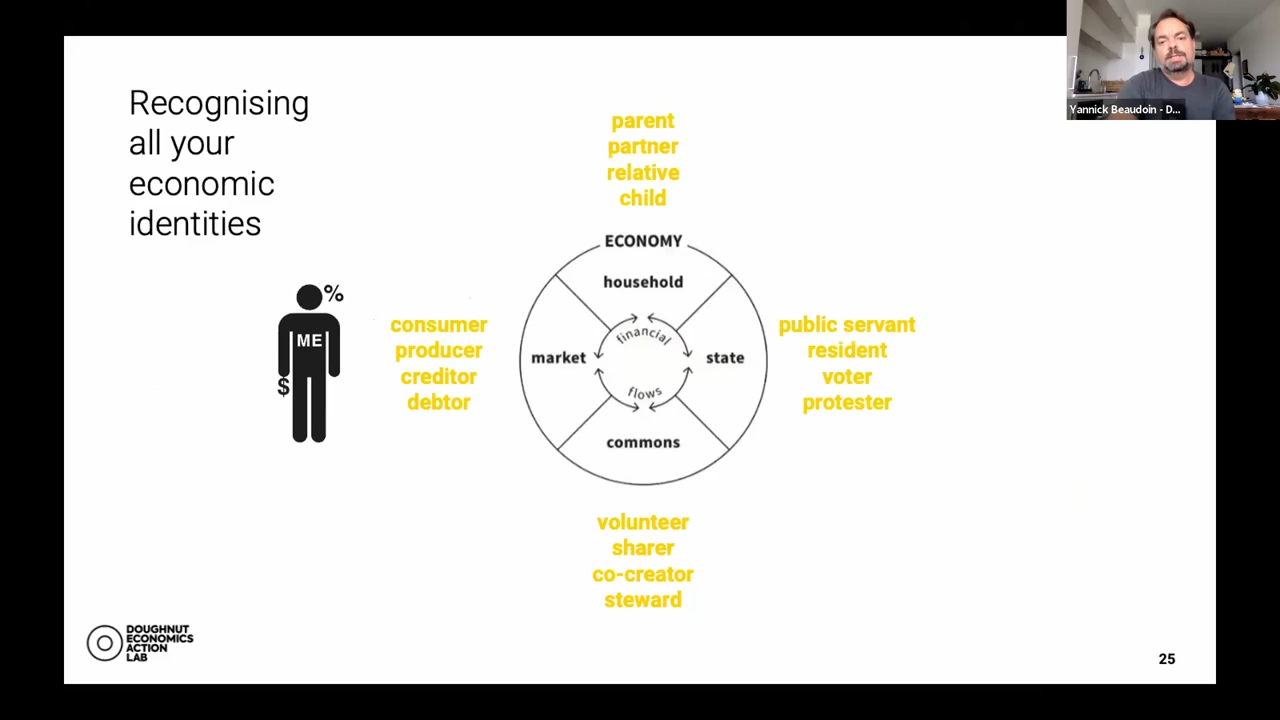 Recognising
all your
economic
identities
Yannick Beaudoin - D...
parent
partner
relative
child
ECONOMY
household
%
ME
$
consumer
producer
creditor
debtor
market
financial
flows
state
public servant
resident
voter
protester
commons
volunteer
sharer
co-creator
steward
DOUGHNUT
ECONOMICS
ACTION
LAB
25